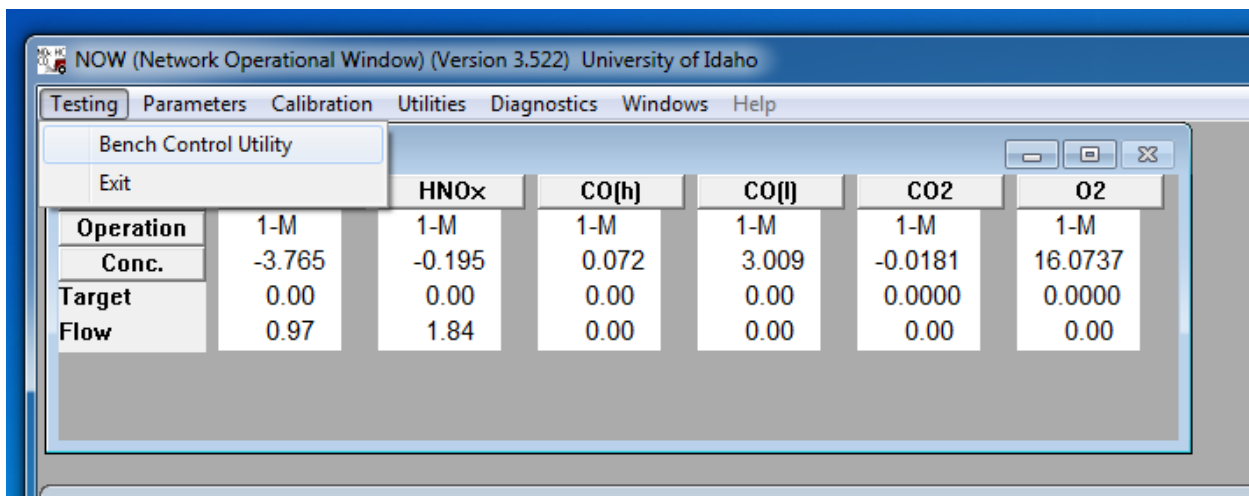 NOW (Network Operational Window) (Version 3.522) University of Idaho
Testing Parameters Calibration Utilities Diagnostics Windows Help
Bench Control Utility
Exit
HNOx CO(h) CO(l) CO2 O2
Operation 1-M 1-M 1-M 1-M 1-M 1-M
Conc. -3.765 -0.195 0.072 3.009 -0.0181 16.0737
Target 0.00 0.00 0.00 0.00 0.0000 0.0000
Flow 0.97 1.84 0.00 0.00 0.00 0.00